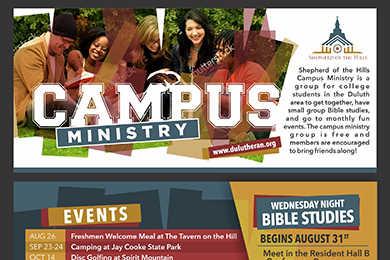 CAMPUS
MINISTRY
www.dulutheran.org
SHEPHERD OF THE HILLS
Shepherd of the Hills
Campus Ministry is a
group for college
students in the Duluth
area to get together, have
small group Bible studies,
and go to monthly fun
events. The campus ministry
group is free and
members are encouraged
to bring friends along!
EVENTS
AUG 26 Freshmen Welcome Meal at The Tavern on the Hill
SEP 23-24 Camping at Jay Cooke State Park
OCT 14 Disc Golfing at Spirit Mountain
WEDNESDAY NIGHT
BIBLE STUDIES
BEGINS AUGUST 31ST
Meet in the Resident Hall B